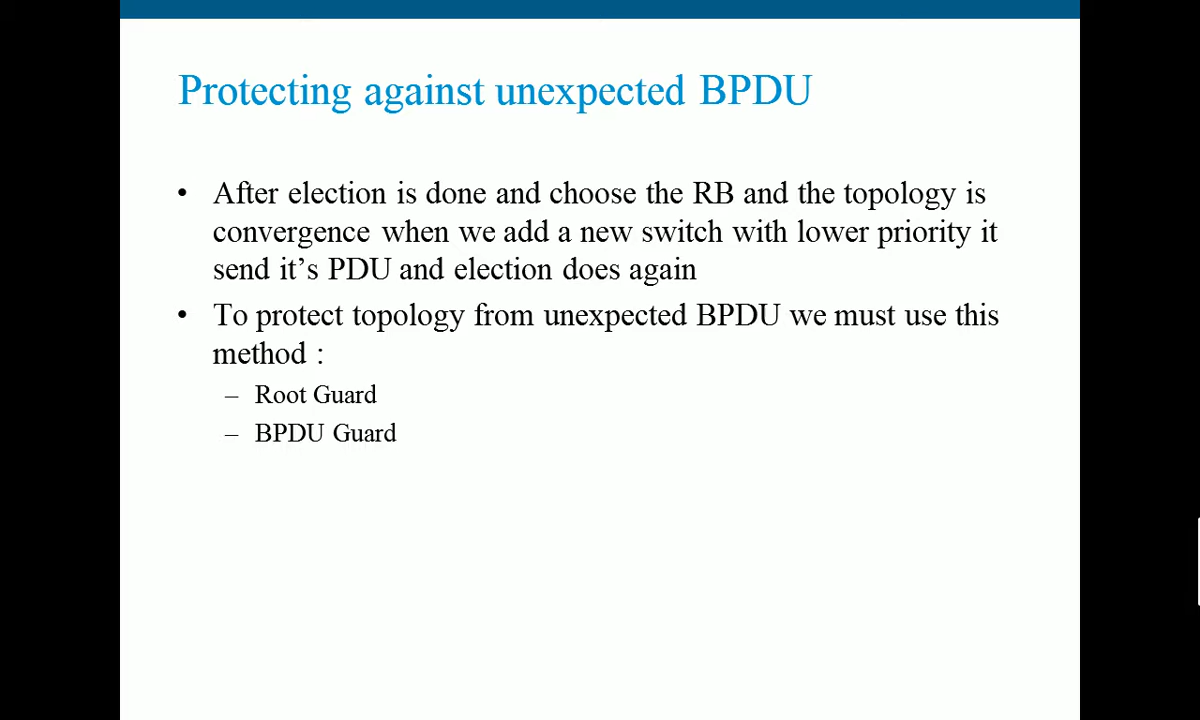 Protecting against unexpected BPDU
• After election is done and choose the RB and the topology is
convergence when we add a new switch with lower priority it
send it’s PDU and election does again
• To protect topology from unexpected BPDU we must use this
method :
– Root Guard
– BPDU Guard